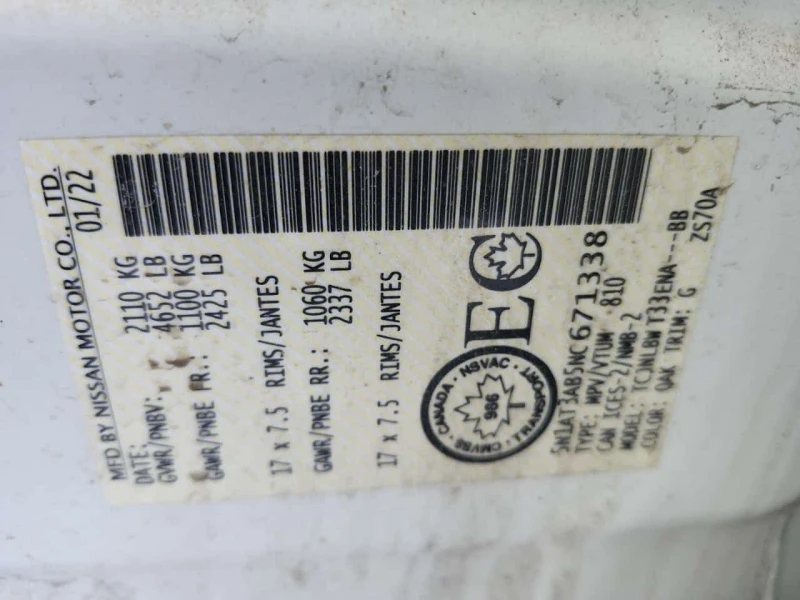 MFD BY NISSAN MOTOR CO., LTD.
DATE: 01/22
GVWR/PNBV: 2110 KG
4652 LB
GAWR/PNBE FR.: 1100 KG
2425 LB
17 x 7.5 RIMS/JANTES
GAWR/PNBE RR.: 1060 KG
2337 LB
17 x 7.5 RIMS/JANTES
EC
CANADA · NSVAC · TRANSPORT · CMVSS
986
T
5N1AT3AB5MC671338
TYPE: MPV/VTUM 810
CAN ICES-2/NMB-2
MODEL: TCJNLBW T33ENA---BB
COLOR: QAK TRIM: G ZS70A